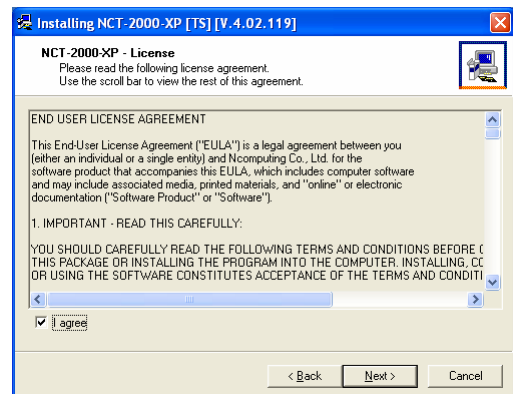 Installing NCT-2000-XP [TS] [V.4.02.119]
NCT-2000-XP - License
Please read the following license agreement.
Use the scroll bar to view the rest of this agreement.
END USER LICENSE AGREEMENT
This End-User License Agreement ("EULA") is a legal agreement between you
(either an individual or a single entity) and Ncomputing Co., Ltd. for the
software product that accompanies this EULA, which includes computer software
and may include associated media, printed materials, and "online" or electronic
documentation ("Software Product" or "Software").
1. IMPORTANT - READ THIS CAREFULLY:
YOU SHOULD CAREFULLY READ THE FOLLOWING TERMS AND CONDITIONS BEFORE
THIS PACKAGE OR INSTALLING THE PROGRAM INTO THE COMPUTER. INSTALLING,
OR USING THE SOFTWARE CONSTITUTES ACCEPTANCE OF THE TERMS AND
I agree
< Back
Next >
Cancel